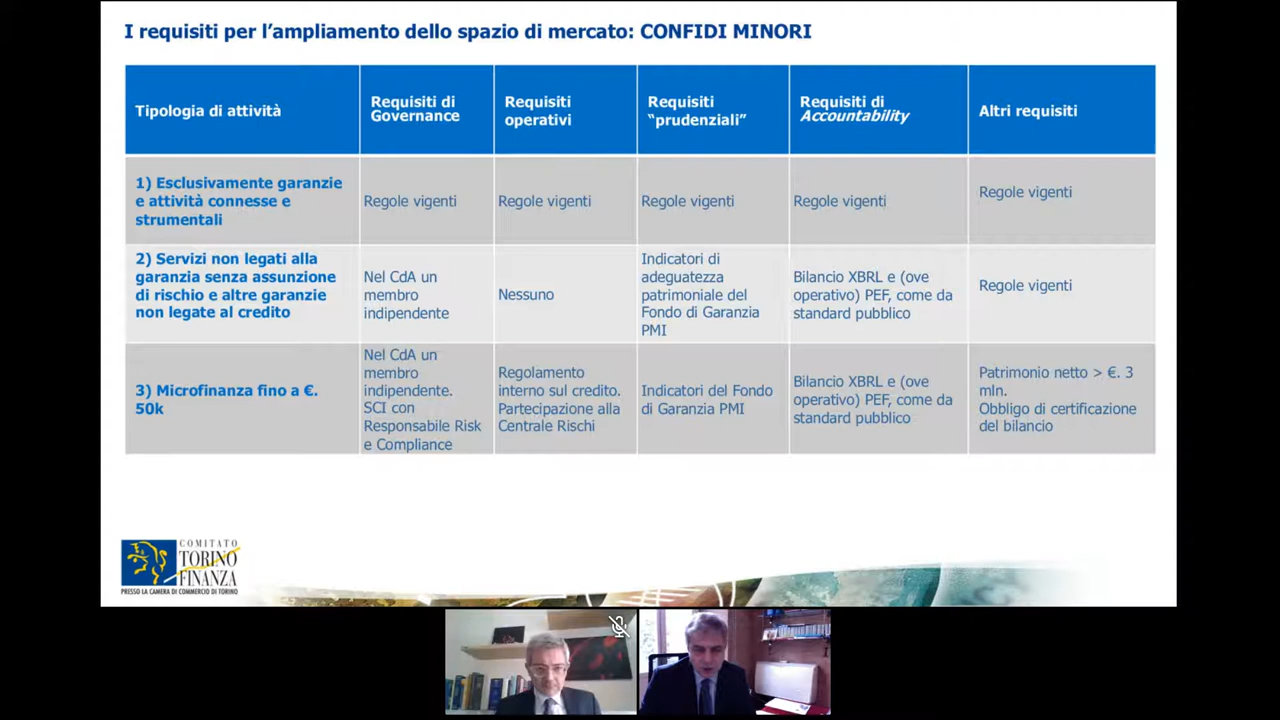 I requisiti per l’ampliamento dello spazio di mercato: CONFIDI MINORI
Tipologia di attività
Requisiti di
Governance
Requisiti
operativi
Requisiti
“prudenziali”
Requisiti di
Accountability
Altri requisiti
1) Esclusivamente garanzie
e attività connesse e
strumentali
Regole vigenti
Regole vigenti
Regole vigenti
Regole vigenti
Regole vigenti
2) Servizi non legati alla
garanzia senza assunzione
di rischio e altre garanzie
non legate al credito
Nel CdA un
membro
indipendente
Nessuno
Indicatori di
adeguatezza
patrimoniale del
Fondo di Garanzia
PMI
Bilancio XBRL e (ove
operativo) PEF, come da
standard pubblico
Regole vigenti
3) Microfinanza fino a €.
50k
Nel CdA un
membro
indipendente.
SCI con
Responsabile Risk
e Compliance
Regolamento
interno sul credito.
Partecipazione alla
Centrale Rischi
Indicatori del Fondo
di Garanzia PMI
Bilancio XBRL e (ove
operativo) PEF, come da
standard pubblico
Patrimonio netto > €. 3
mln.
Obbligo di certificazione
del bilancio
COMITATO
TORINO
FINANZA
PRESSO LA CAMERA DI COMMERCIO DI TORINO